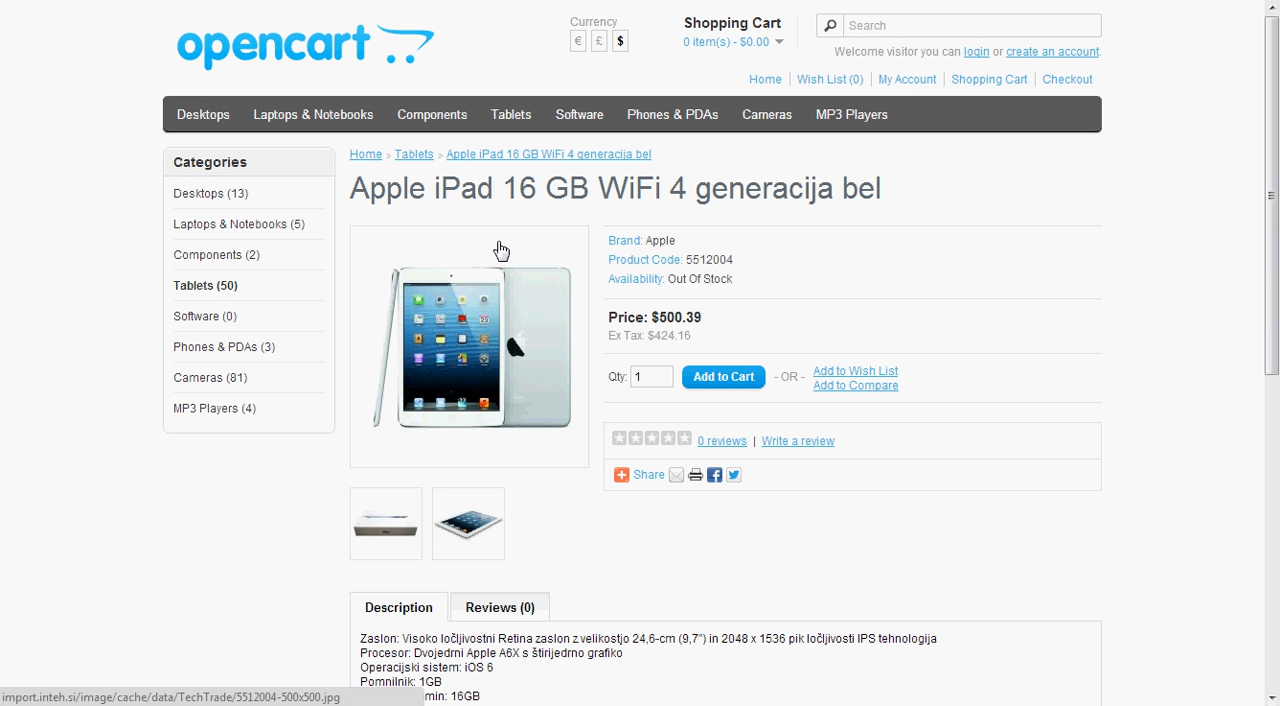 opencart
Currency
€ £ $
Shopping Cart
0 item(s) - $0.00
Search
Welcome visitor you can login or create an account.
Home Wish List (0) My Account Shopping Cart Checkout
Desktops Laptops & Notebooks Components Tablets Software Phones & PDAs Cameras MP3 Players
Categories
Desktops (13)
Laptops & Notebooks (5)
Components (2)
Tablets (50)
Software (0)
Phones & PDAs (3)
Cameras (81)
MP3 Players (4)
Home » Tablets » Apple iPad 16 GB WiFi 4 generacija bel
Apple iPad 16 GB WiFi 4 generacija bel
Brand: Apple
Product Code: 5512004
Availability: Out Of Stock
Price: $500.39
Ex Tax: $424.16
Qty: 1 Add to Cart - OR - Add to Wish List
Add to Compare
0 reviews | Write a review
Share
Description Reviews (0)
Zaslon: Visoko ločljivostni Retina zaslon z velikostjo 24,6-cm (9,7") in 2048 x 1536 pik ločljivosti IPS tehnologija
Procesor: Dvojedrni Apple A6X s štirijedrno grafiko
Operacijski sistem: iOS 6
Pomnilnik: 1GB
min: 16GB
import.inteh.si/image/cache/data/TechTrade/5512004-500x500.jpg